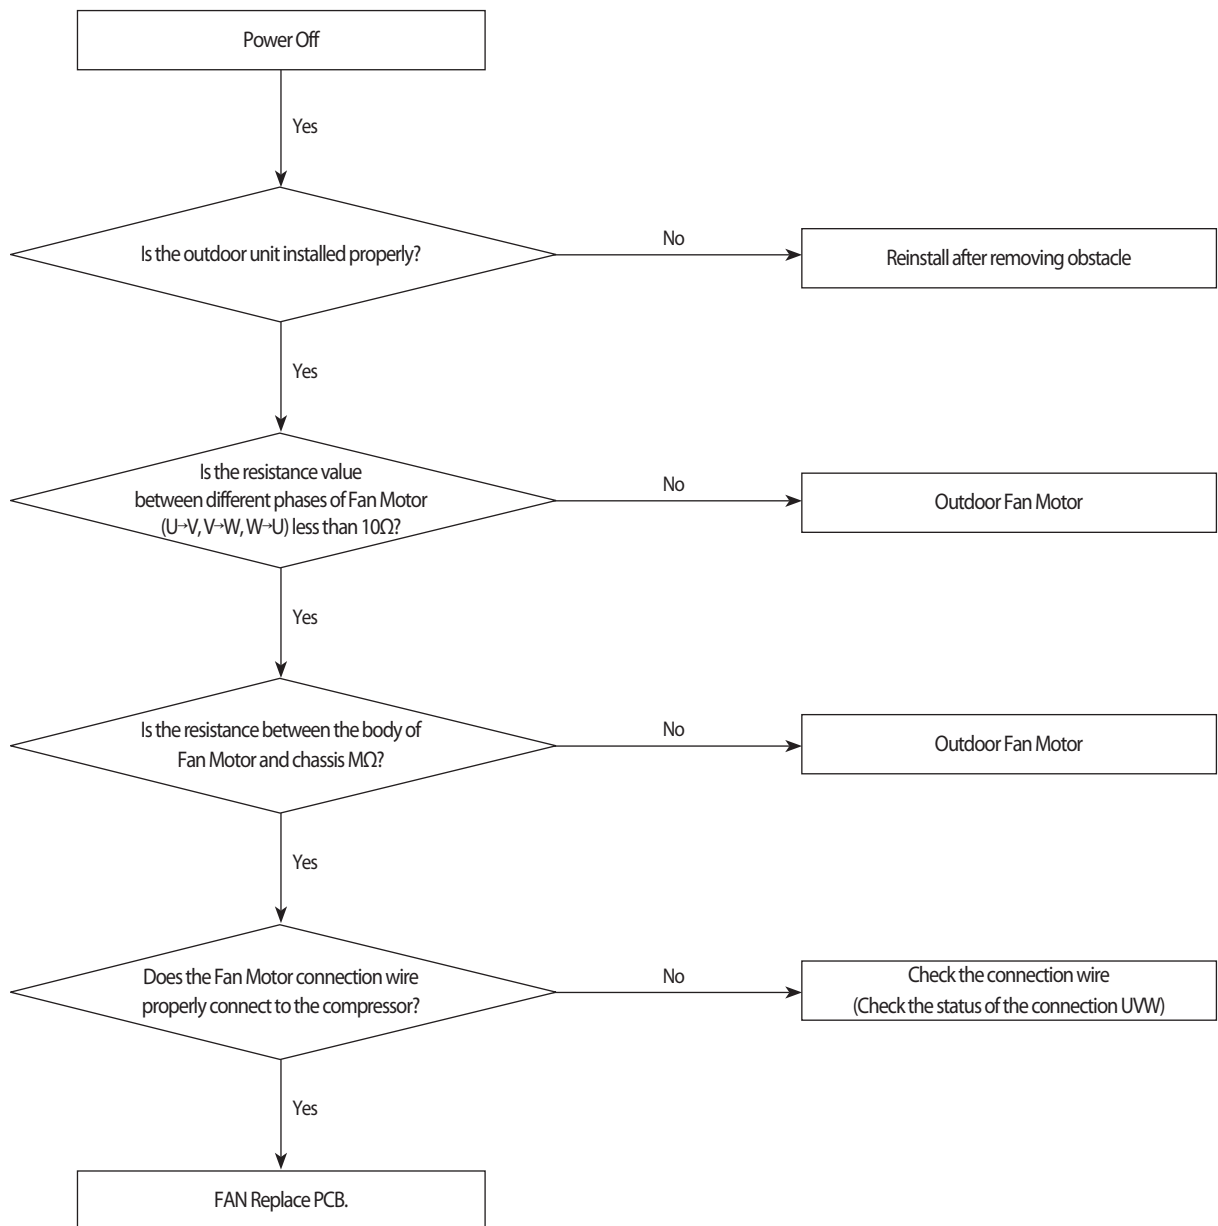 Power Off
Yes
Is the outdoor unit installed properly?
No
Reinstall after removing obstacle
Yes
Is the resistance value
between different phases of Fan Motor
(U→V, V→W, W→U) less than 10Ω?
No
Outdoor Fan Motor
Yes
Is the resistance between the body of
Fan Motor and chassis MΩ?
No
Outdoor Fan Motor
Yes
Does the Fan Motor connection wire
properly connect to the compressor?
No
Check the connection wire
(Check the status of the connection UVW)
Yes
FAN Replace PCB.